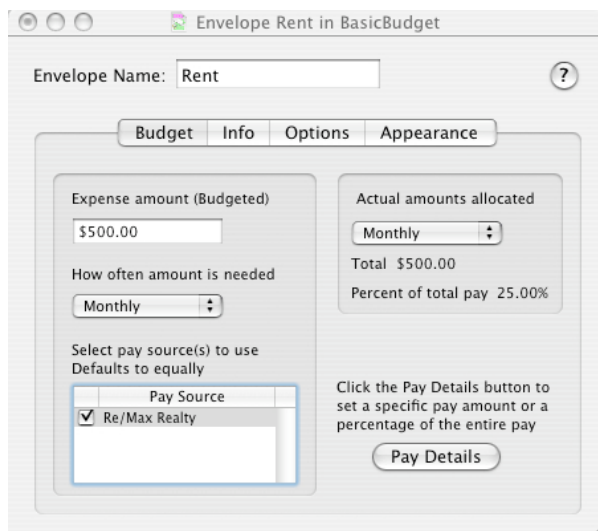 Envelope Rent in BasicBudget
Envelope Name: Rent
?
Budget Info Options Appearance
Expense amount (Budgeted)
$500.00
How often amount is needed
Monthly
Select pay source(s) to use
Defaults to equally
Pay Source
Re/Max Realty
Actual amounts allocated
Monthly
Total $500.00
Percent of total pay 25.00%
Click the Pay Details button to
set a specific pay amount or a
percentage of the entire pay
Pay Details